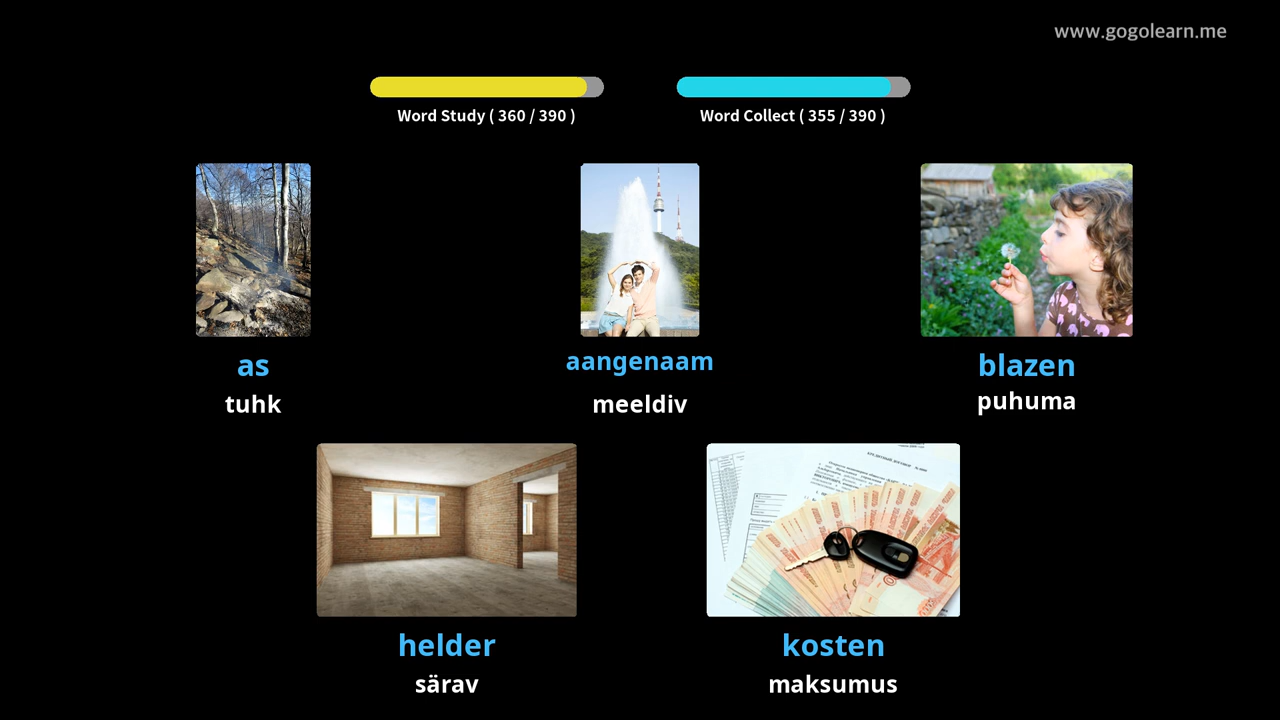 www.gogolearn.me
Word Study ( 360 / 390 )
Word Collect ( 355 / 390 )
as
tuhk
aangenaam
meeldiv
blazen
puhuma
helder
särav
kosten
maksumus